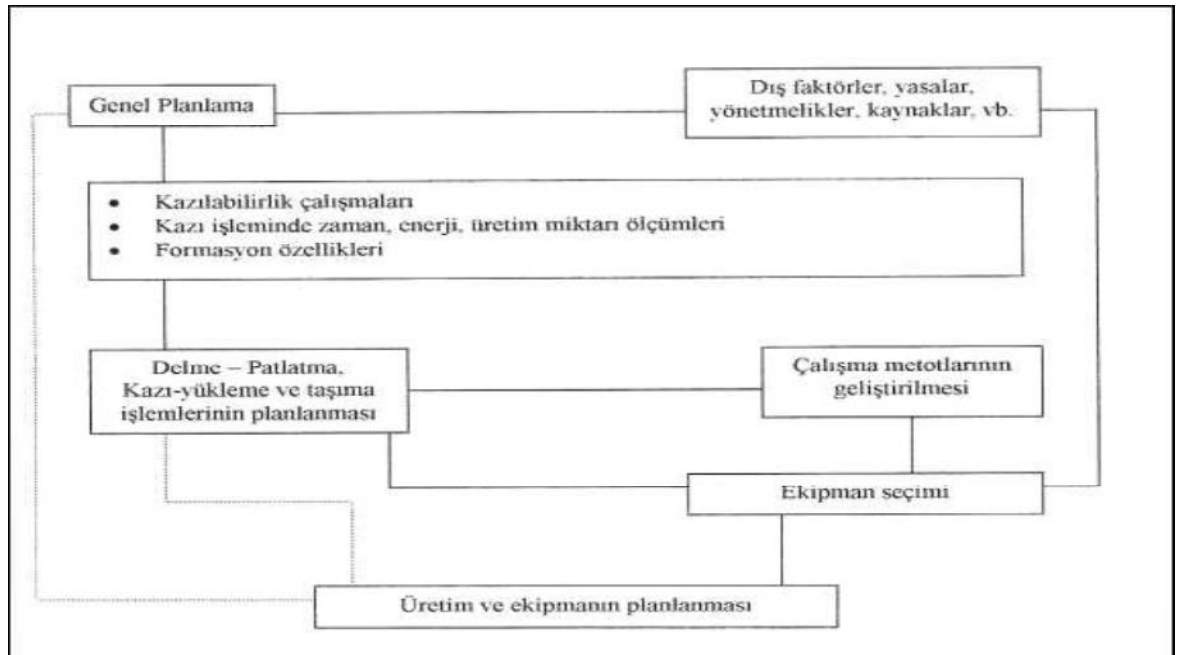 Genel Planlama
Dış faktörler, yasalar,
yönetmelikler, kaynaklar, vb.
• Kazılabilirlik çalışmaları
• Kazı işleminde zaman, enerji, üretim miktarı ölçümleri
• Formasyon özellikleri
Delme – Patlatma,
Kazı-yükleme ve taşıma
işlemlerinin planlanması
Çalışma metotlarının
geliştirilmesi
Ekipman seçimi
Üretim ve ekipmanın planlanması